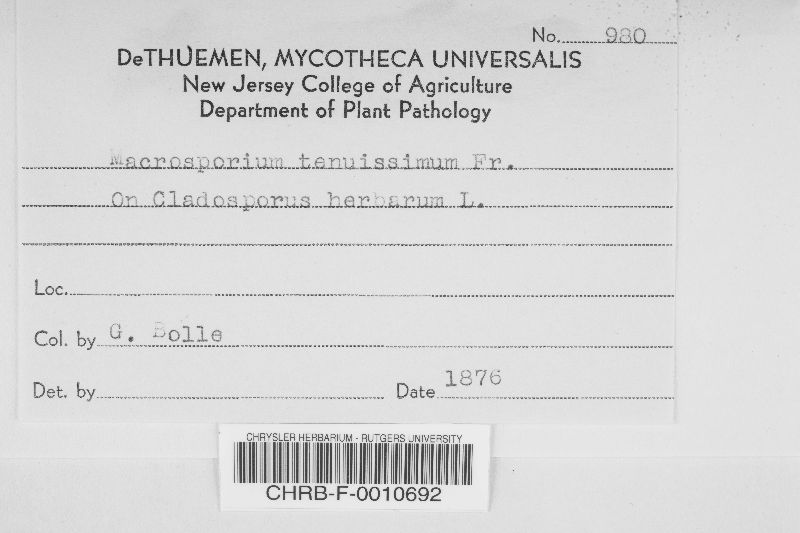 No. 980
DeTHUEMEN, MYCOTHECA UNIVERSALIS
New Jersey College of Agriculture
Department of Plant Pathology
Macrosporium tenuissimum Fr.
On Cladosporus herbarum L.
Loc.
Col. by G. Bolle
Det. by Date 1876
CHRYSLER HERBARIUM - RUTGERS UNIVERSITY
CHRB-F-0010692